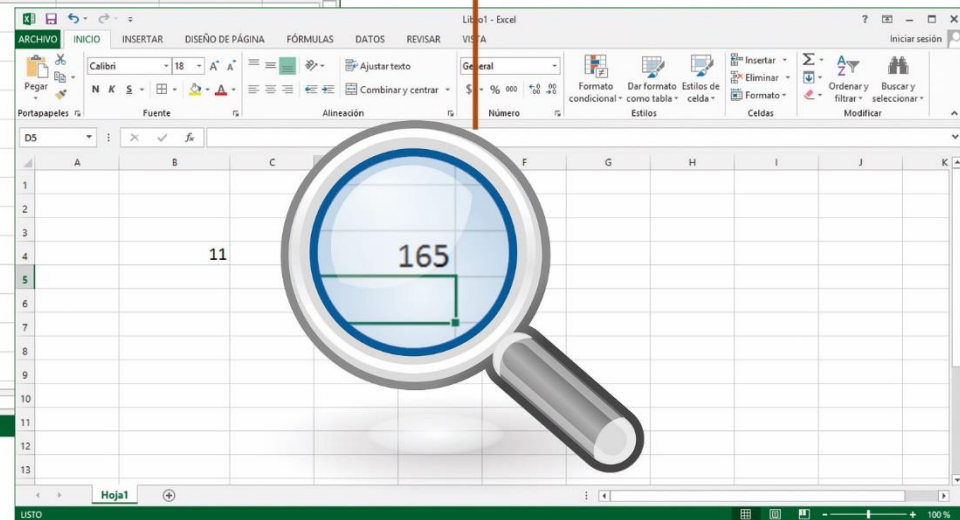 Libro1 - Excel
ARCHIVO INICIO INSERTAR DISEÑO DE PÁGINA FÓRMULAS DATOS REVISAR VISTA Iniciar sesión
Pegar
Calibri 18 A A
N K S A
Ajustar texto
Combinar y centrar
General
$ % 000
Formato condicional
Dar formato como tabla
Estilos de celda
Insertar
Eliminar
Formato
Ordenar y filtrar
Buscar y seleccionar
Portapapeles Fuente Alineación Número Estilos Celdas Modificar
D5 fx
A B C F G H I J K
1
2
3
4 11 165
5
6
7
8
9
10
11
12
13
Hoja1
LISTO 100 %